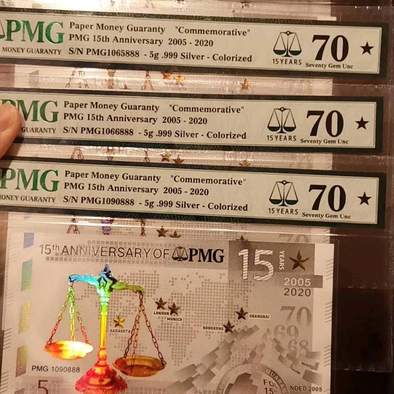 PMG
Paper Money Guaranty "Commemorative"
PMG 15th Anniversary 2005 - 2020
MONEY GUARANTY
S/N PMG1065888 - 5g .999 Silver - Colorized
15 YEARS
70 ★
Seventy Gem Unc
PMG
Paper Money Guaranty "Commemorative"
PMG 15th Anniversary 2005 - 2020
GUARANTY
S/N PMG1066888 - 5g .999 Silver - Colorized
15 YEARS
70 ★
Seventy Gem Unc
PMG
Paper Money Guaranty "Commemorative"
PMG 15th Anniversary 2005 - 2020
MONEY GUARANTY
S/N PMG1090888 - 5g .999 Silver - Colorized
15 YEARS
70 ★
Seventy Gem Unc
15th ANNIVERSARY OF PMG
15 YEARS
2005
2020
LONDON
MUNICH
SHANGHAI
SARASOTA
HONG KONG
70
69
68
PMG 1090888
5